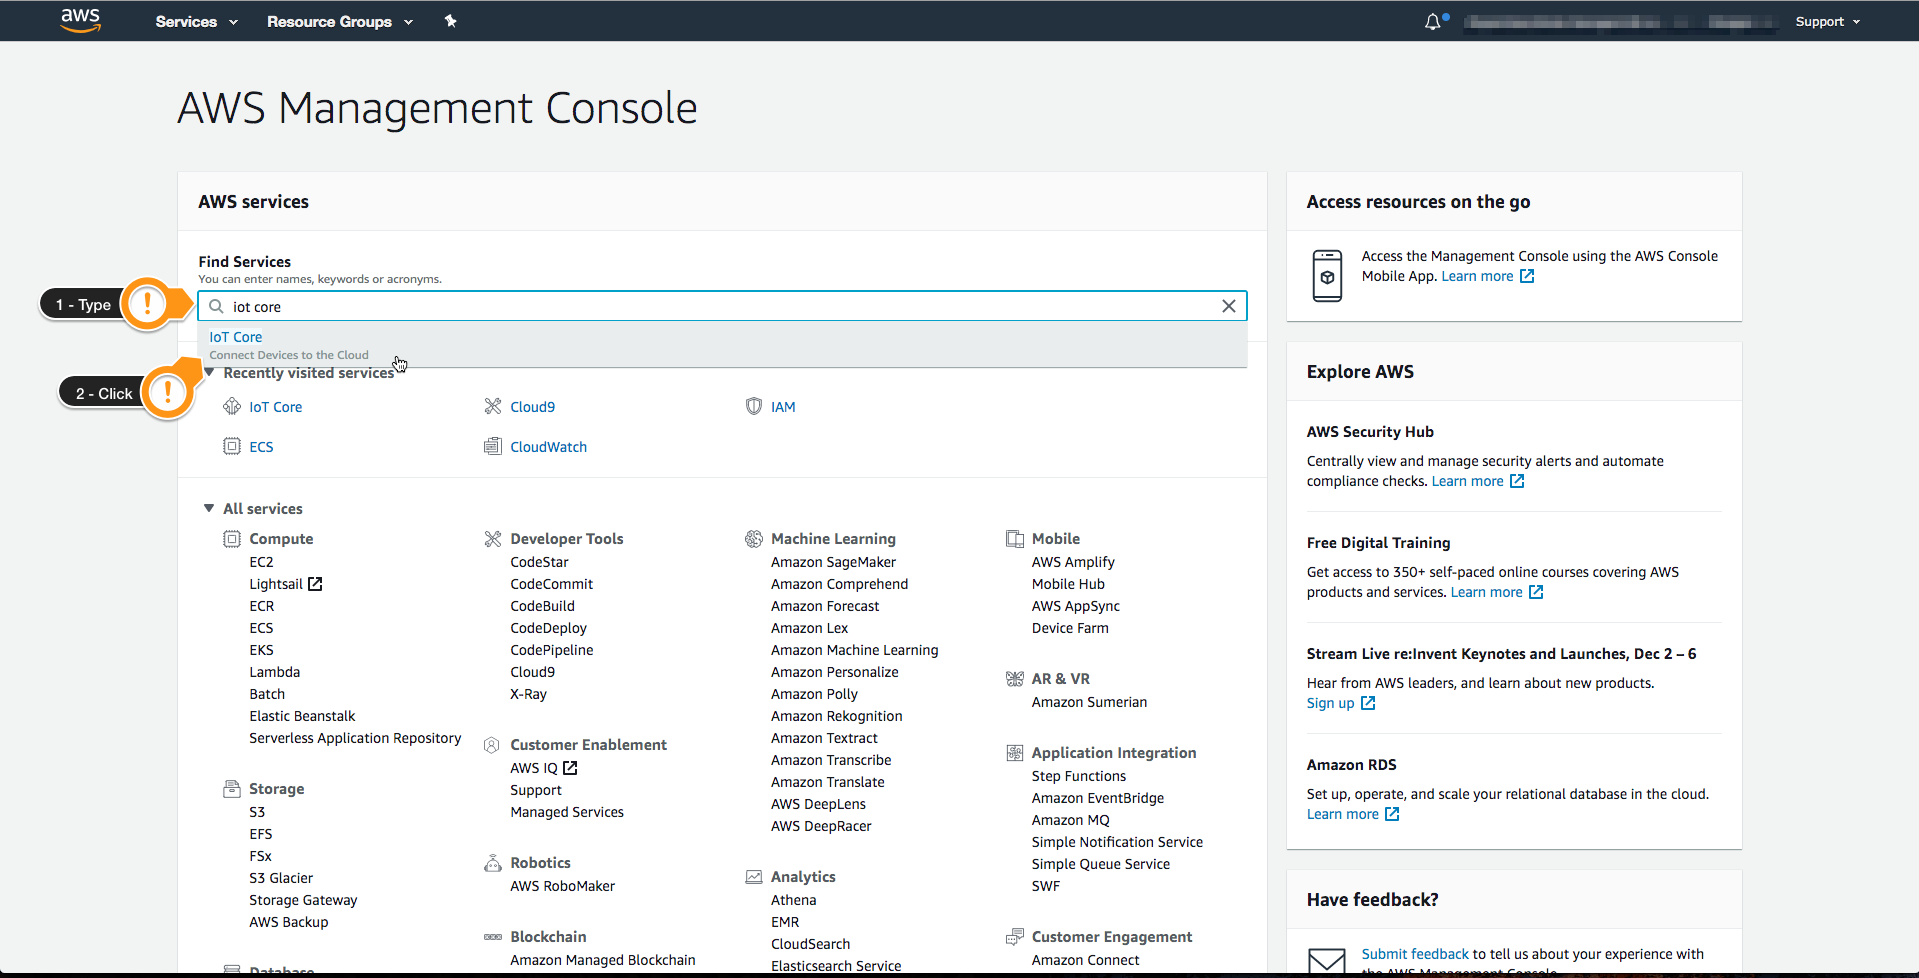 aws
Services
Resource Groups
Support
AWS Management Console
AWS services
Find Services
You can enter names, keywords or acronyms.
1 - Type
!
iot core
IoT Core
Connect Devices to the Cloud
2 - Click
!
Recently visited services
IoT Core
Cloud9
IAM
ECS
CloudWatch
All services
Compute
EC2
Lightsail
ECR
ECS
EKS
Lambda
Batch
Elastic Beanstalk
Serverless Application Repository
Storage
S3
EFS
FSx
S3 Glacier
Storage Gateway
AWS Backup
Database
Developer Tools
CodeStar
CodeCommit
CodeBuild
CodeDeploy
CodePipeline
Cloud9
X-Ray
Customer Enablement
AWS IQ
Support
Managed Services
Robotics
AWS RoboMaker
Blockchain
Amazon Managed Blockchain
Machine Learning
Amazon SageMaker
Amazon Comprehend
Amazon Forecast
Amazon Lex
Amazon Machine Learning
Amazon Personalize
Amazon Polly
Amazon Rekognition
Amazon Textract
Amazon Transcribe
Amazon Translate
AWS DeepLens
AWS DeepRacer
Analytics
Athena
EMR
CloudSearch
Elasticsearch Service
Mobile
AWS Amplify
Mobile Hub
AWS AppSync
Device Farm
AR & VR
Amazon Sumerian
Application Integration
Step Functions
Amazon EventBridge
Amazon MQ
Simple Notification Service
Simple Queue Service
SWF
Customer Engagement
Amazon Connect
Access resources on the go
Access the Management Console using the AWS Console
Mobile App. Learn more
Explore AWS
AWS Security Hub
Centrally view and manage security alerts and automate
compliance checks. Learn more
Free Digital Training
Get access to 350+ self-paced online courses covering AWS
products and services. Learn more
Stream Live re:Invent Keynotes and Launches, Dec 2 – 6
Hear from AWS leaders, and learn about new products.
Sign up
Amazon RDS
Set up, operate, and scale your relational database in the cloud.
Learn more
Have feedback?
Submit feedback to tell us about your experience with
the AWS Management Console.